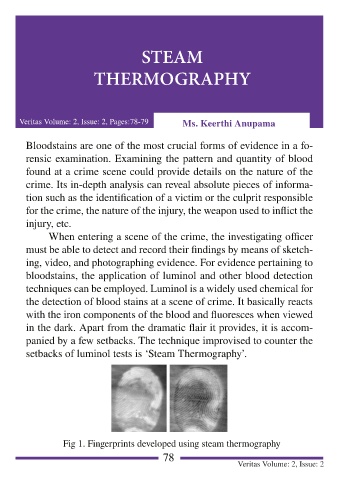 STEAM
THERMOGRAPHY
Veritas Volume: 2, Issue: 2, Pages:78-79
Ms. Keerthi Anupama
Bloodstains are one of the most crucial forms of evidence in a fo-
rensic examination. Examining the pattern and quantity of blood
found at a crime scene could provide details on the nature of the
crime. Its in-depth analysis can reveal absolute pieces of informa-
tion such as the identification of a victim or the culprit responsible
for the crime, the nature of the injury, the weapon used to inflict the
injury, etc.
When entering a scene of the crime, the investigating officer
must be able to detect and record their findings by means of sketch-
ing, video, and photographing evidence. For evidence pertaining to
bloodstains, the application of luminol and other blood detection
techniques can be employed. Luminol is a widely used chemical for
the detection of blood stains at a scene of crime. It basically reacts
with the iron components of the blood and fluoresces when viewed
in the dark. Apart from the dramatic flair it provides, it is accom-
panied by a few setbacks. The technique improvised to counter the
setbacks of luminol tests is ‘Steam Thermography’.
Fig 1. Fingerprints developed using steam thermography
78
Veritas Volume: 2, Issue: 2